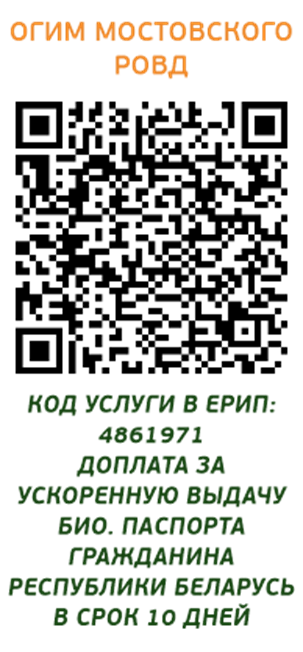 ОГИМ МОСТОВСКОГО
РОВД
КОД УСЛУГИ В ЕРИП:
4861971
ДОПЛАТА ЗА
УСКОРЕННУЮ ВЫДАЧУ
БИО. ПАСПОРТА
ГРАЖДАНИНА
РЕСПУБЛИКИ БЕЛАРУСЬ
В СРОК 10 ДНЕЙ